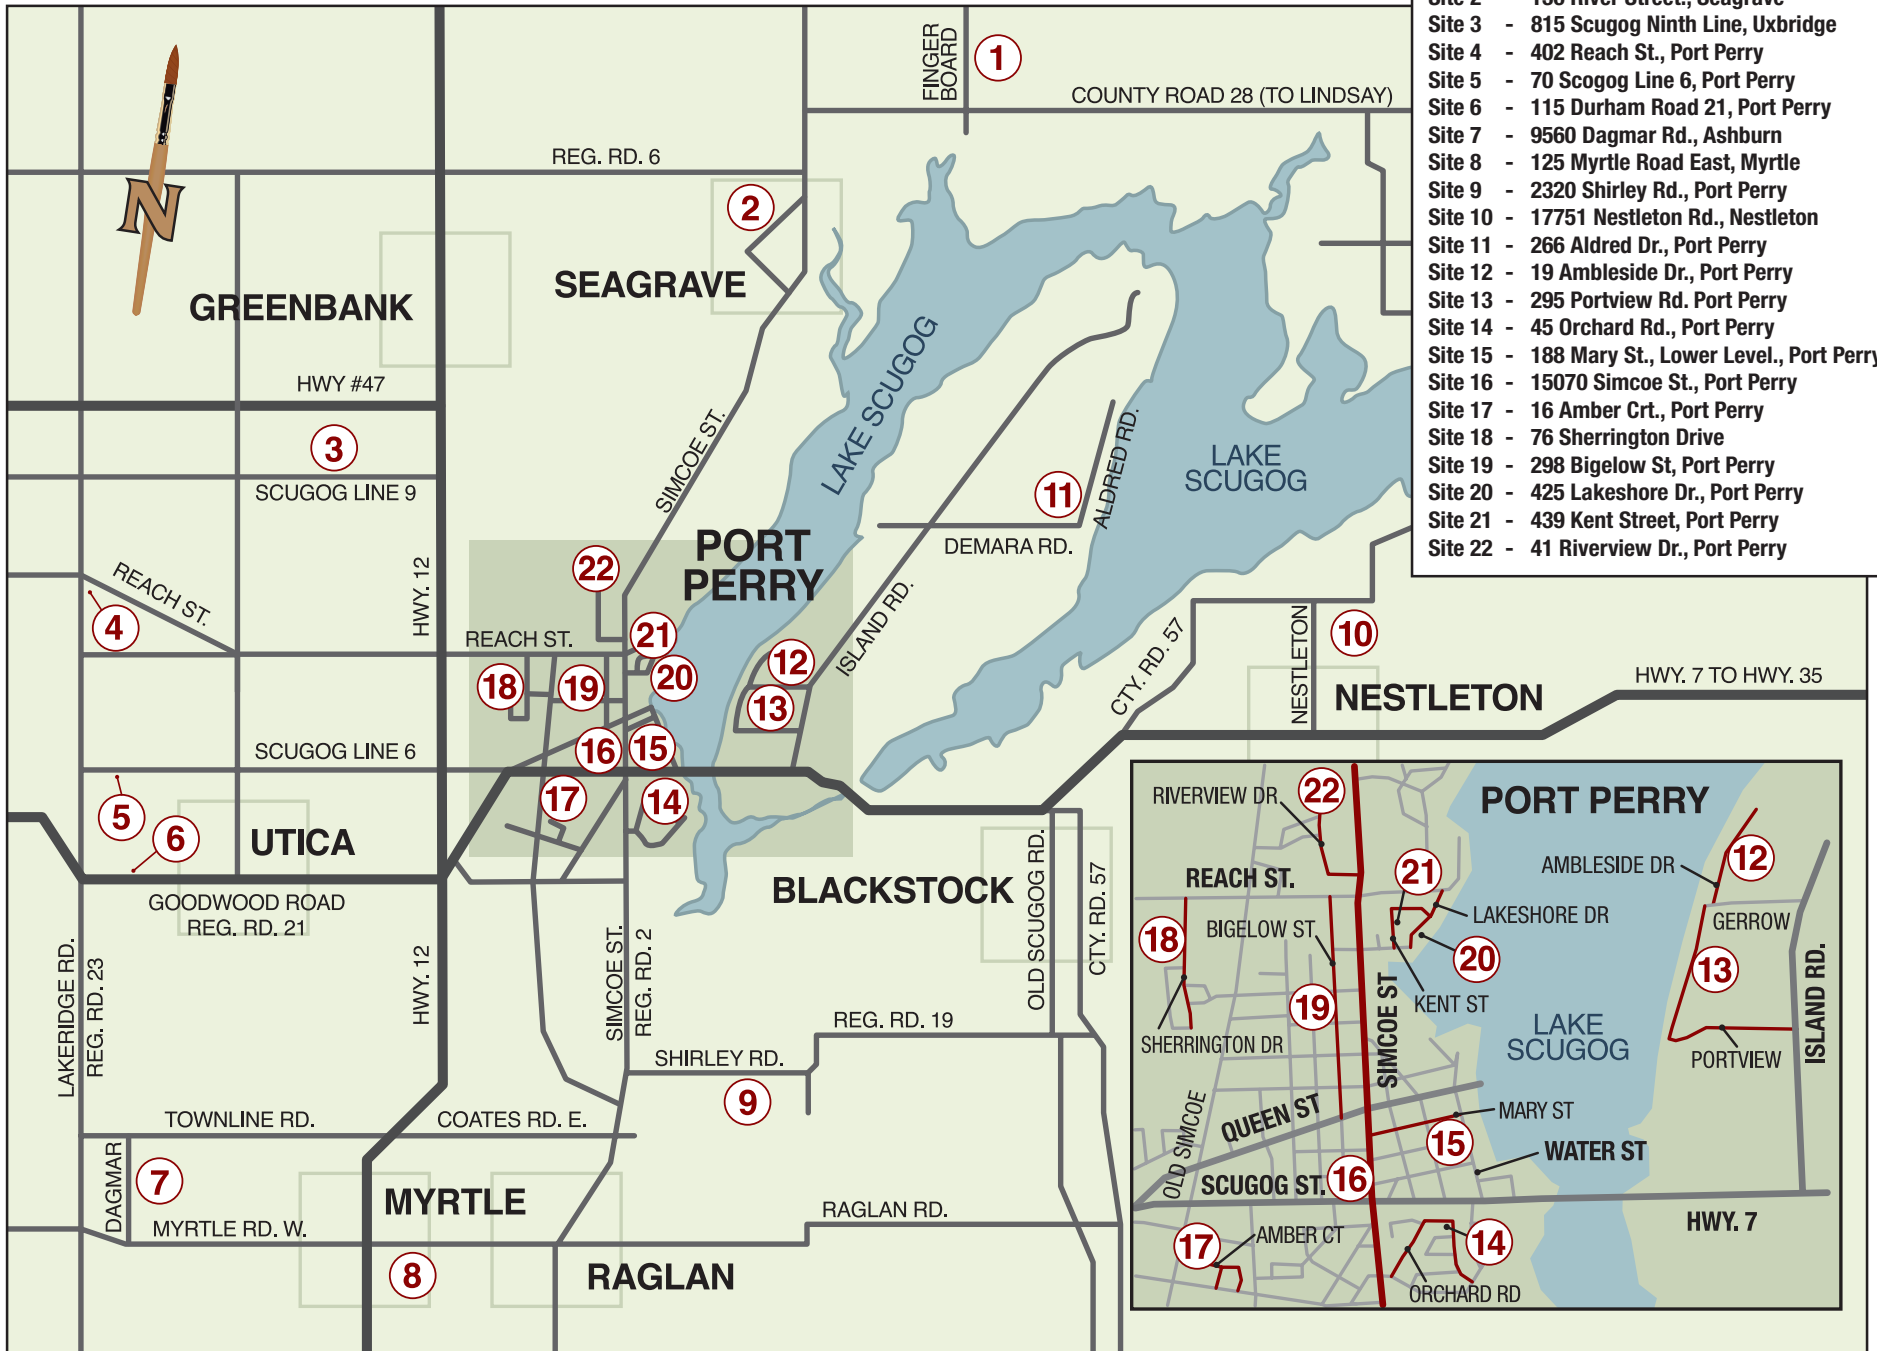 Site 2 - 136 River Street., Seagrave
Site 3 - 815 Scugog Ninth Line, Uxbridge
Site 4 - 402 Reach St., Port Perry
Site 5 - 70 Scogog Line 6, Port Perry
Site 6 - 115 Durham Road 21, Port Perry
Site 7 - 9560 Dagmar Rd., Ashburn
Site 8 - 125 Myrtle Road East, Myrtle
Site 9 - 2320 Shirley Rd., Port Perry
Site 10 - 17751 Nestleton Rd., Nestleton
Site 11 - 266 Aldred Dr., Port Perry
Site 12 - 19 Ambleside Dr., Port Perry
Site 13 - 295 Portview Rd. Port Perry
Site 14 - 45 Orchard Rd., Port Perry
Site 15 - 188 Mary St., Lower Level., Port Perry
Site 16 - 15070 Simcoe St., Port Perry
Site 17 - 16 Amber Crt., Port Perry
Site 18 - 76 Sherrington Drive
Site 19 - 298 Bigelow St, Port Perry
Site 20 - 425 Lakeshore Dr., Port Perry
Site 21 - 439 Kent Street, Port Perry
Site 22 - 41 Riverview Dr., Port Perry
N
FINGER
BOARD
1
COUNTY ROAD 28 (TO LINDSAY)
REG. RD. 6
2
SEAGRAVE
GREENBANK
HWY #47
3
SCUGOG LINE 9
SIMCOE ST.
LAKE SCUGOG
LAKE
SCUGOG
11
ALDRED RD.
DEMARA RD.
PORT
PERRY
22
REACH ST.
4
HWY. 12
REACH ST.
21
20
12
13
ISLAND RD.
18
19
16
15
17
14
CTY. RD. 57
NESTLETON
10
NESTLETON
HWY. 7 TO HWY. 35
SCUGOG LINE 6
5
6
UTICA
GOODWOOD ROAD
REG. RD. 21
BLACKSTOCK
OLD SCUGOG RD.
CTY. RD. 57
LAKERIDGE RD.
REG. RD. 23
HWY. 12
SIMCOE ST.
REG. RD. 2
REG. RD. 19
SHIRLEY RD.
9
TOWNLINE RD.
COATES RD. E.
DAGMAR
7
MYRTLE
MYRTLE RD. W.
RAGLAN RD.
8
RAGLAN
PORT PERRY
RIVERVIEW DR
22
REACH ST.
21
AMBLESIDE DR
12
LAKESHORE DR
GERROW
18
BIGELOW ST
20
13
19
KENT ST
SIMCOE ST
SHERRINGTON DR
LAKE
SCUGOG
PORTVIEW
ISLAND RD.
OLD SIMCOE
QUEEN ST
MARY ST
15
WATER ST
SCUGOG ST.
16
HWY. 7
17
AMBER CT
14
ORCHARD RD